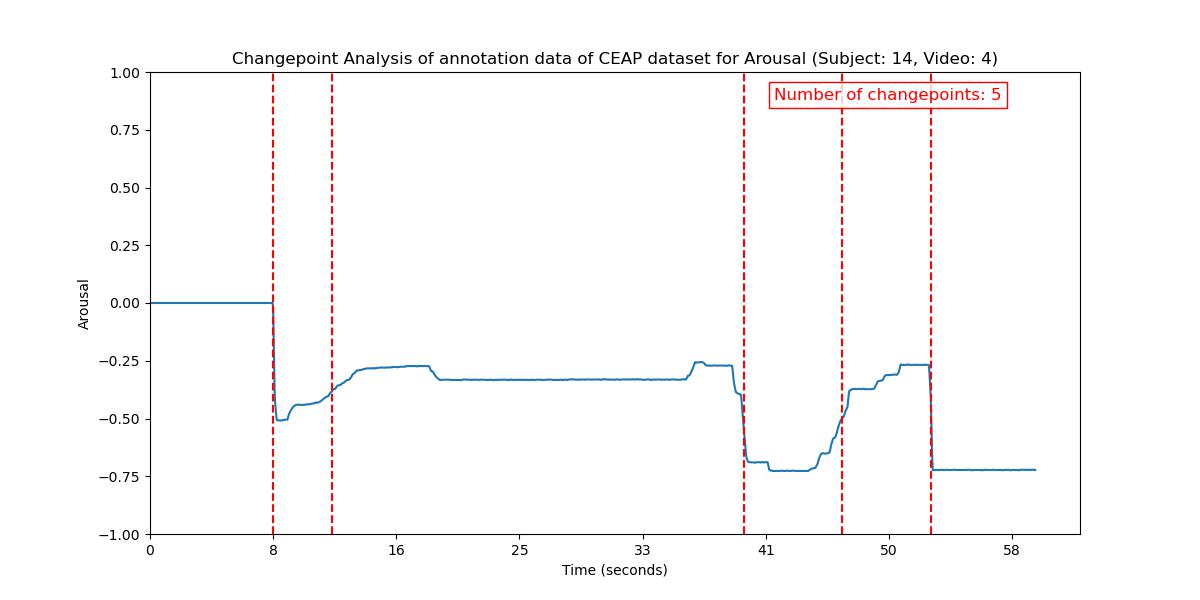 Changepoint Analysis of annotation data of CEAP dataset for Arousal (Subject: 14, Video: 4)
Number of changepoints: 5
1.00
0.75
0.50
0.25
0.00
−0.25
−0.50
−0.75
−1.00
Arousal
0 8 16 25 33 41 50 58
Time (seconds)